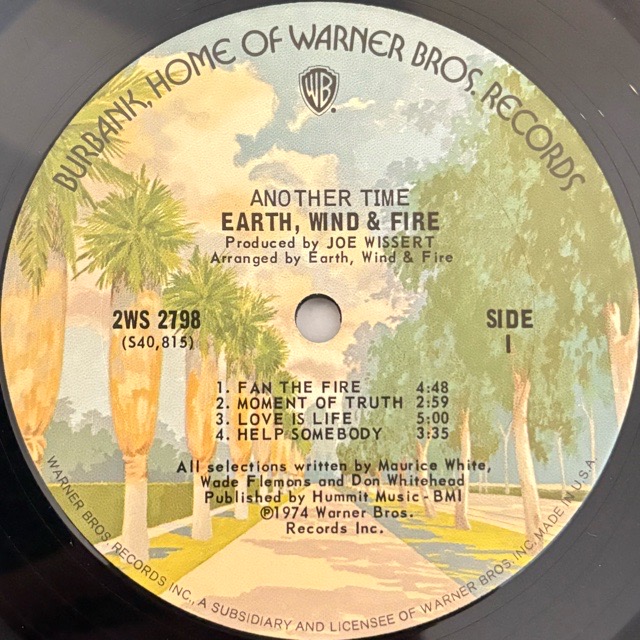 BURBANK, HOME OF WARNER BROS. RECORDS
WB
ANOTHER TIME
EARTH, WIND & FIRE
Produced by JOE WISSERT
Arranged by Earth, Wind & Fire
2WS 2798
(S40,815)
SIDE
1
1. FAN THE FIRE 4:48
2. MOMENT OF TRUTH 2:59
3. LOVE IS LIFE 5:00
4. HELP SOMEBODY 3:35
All selections written by Maurice White,
Wade Flemons and Don Whitehead
Published by Hummit Music - BMI
℗1974 Warner Bros.
Records Inc.
WARNER BROS. RECORDS INC., A SUBSIDIARY AND LICENSEE OF WARNER BROS. INC. MADE IN U.S.A.